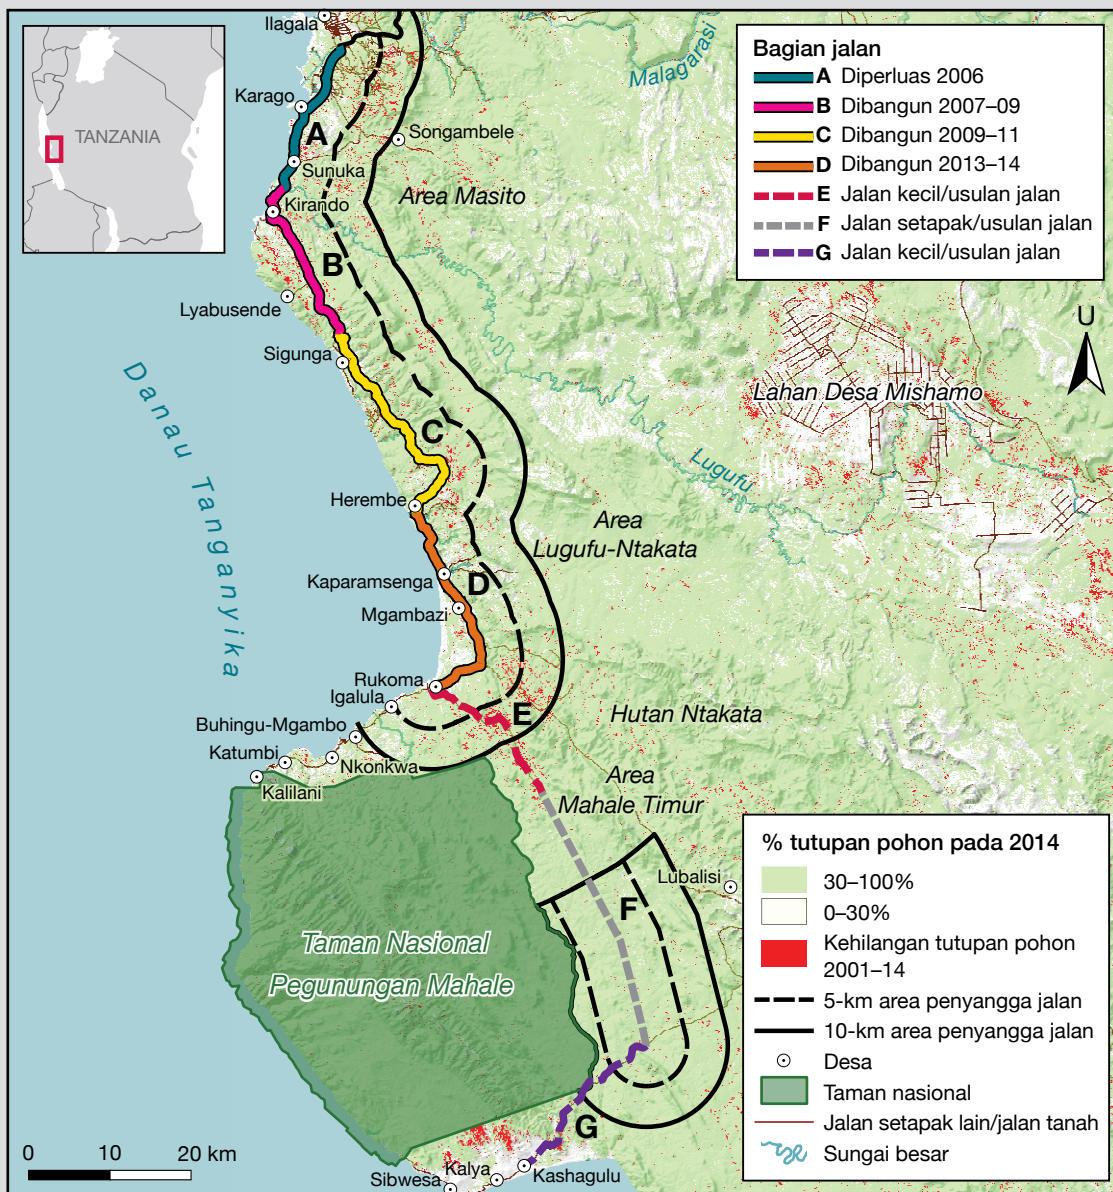 Ilagala
Malagarasi
TANZANIA
Karago
A
Songambele
Sunuka
Area Masito
Kirando
B
Lyabusende
Sigunga
Danau Tanganyika
C
Lugufu
Lahan Desa Mishamo
Herembe
Area
Lugufu-Ntakata
Kaparamsenga
D
Mgambazi
Rukoma
Igalula
E
Hutan Ntakata
Buhingu-Mgambo
Katumbi
Nkonkwa
Kalilani
Area
Mahale Timur
Lubalisi
F
Taman Nasional
Pegunungan Mahale
G
Kalya
Kashagulu
Sibwesa
0 10 20 km
U
Bagian jalan
A Diperluas 2006
B Dibangun 2007–09
C Dibangun 2009–11
D Dibangun 2013–14
E Jalan kecil/usulan jalan
F Jalan setapak/usulan jalan
G Jalan kecil/usulan jalan
% tutupan pohon pada 2014
30–100%
0–30%
Kehilangan tutupan pohon
2001–14
5-km area penyangga jalan
10-km area penyangga jalan
Desa
Taman nasional
Jalan setapak lain/jalan tanah
Sungai besar